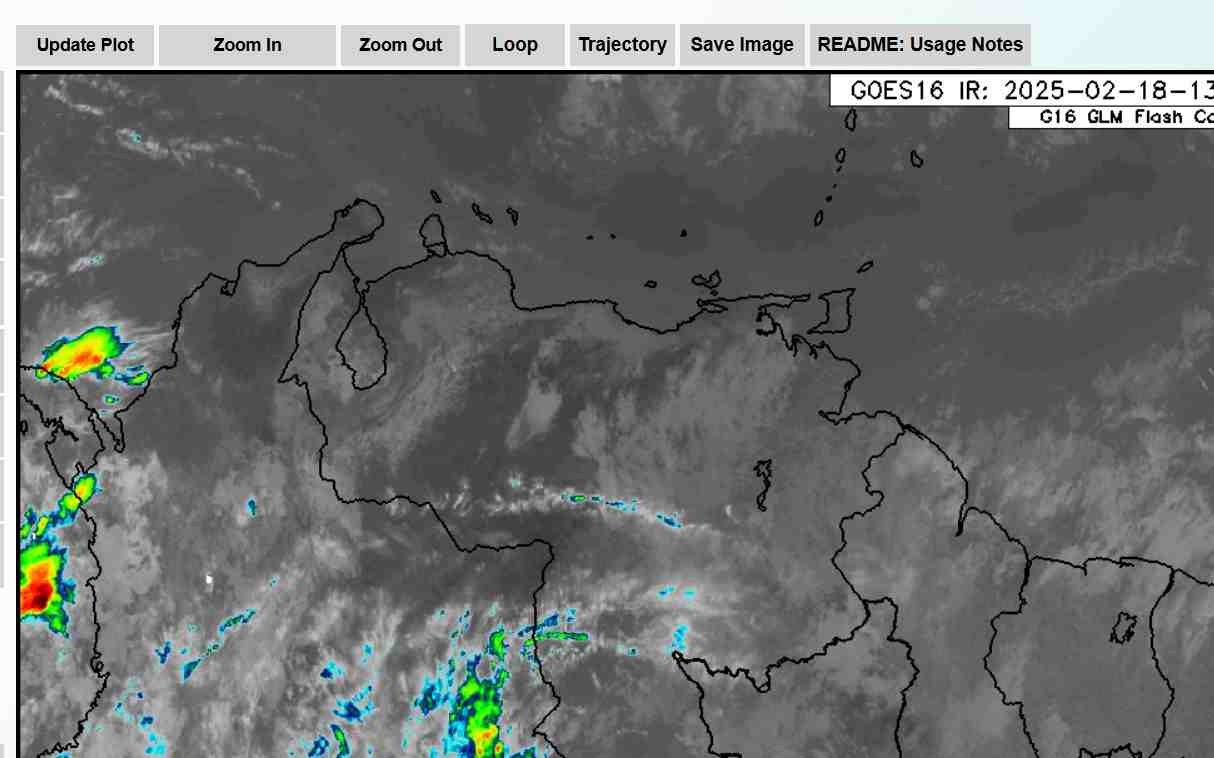 Update Plot Zoom In Zoom Out Loop Trajectory Save Image README: Usage Notes
GOES16 IR: 2025-02-18-13
G16 GLM Flash Co